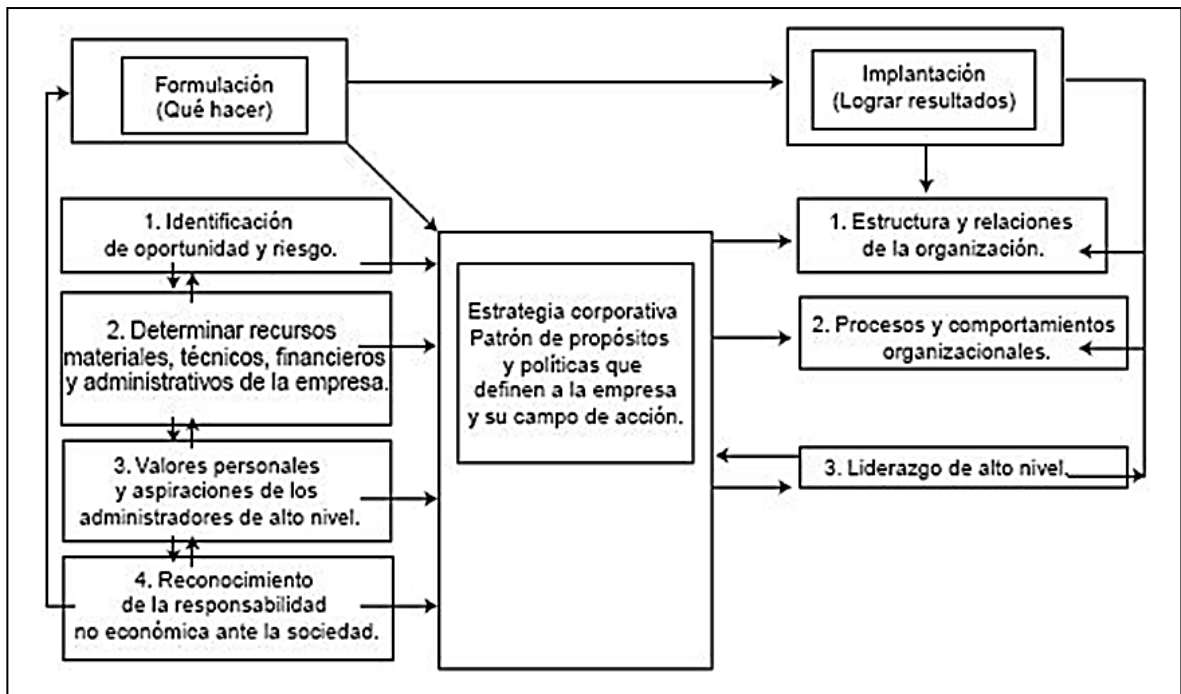 Formulación
(Qué hacer)
Implantación
(Lograr resultados)
1. Identificación
de oportunidad y riesgo.
2. Determinar recursos
materiales, técnicos, financieros
y administrativos de la empresa.
3. Valores personales
y aspiraciones de los
administradores de alto nivel.
4. Reconocimiento
de la responsabilidad
no económica ante la sociedad.
Estrategia corporativa
Patrón de propósitos
y políticas que
definen a la empresa
y su campo de acción.
1. Estructura y relaciones
de la organización.
2. Procesos y comportamientos
organizacionales.
3. Liderazgo de alto nivel.